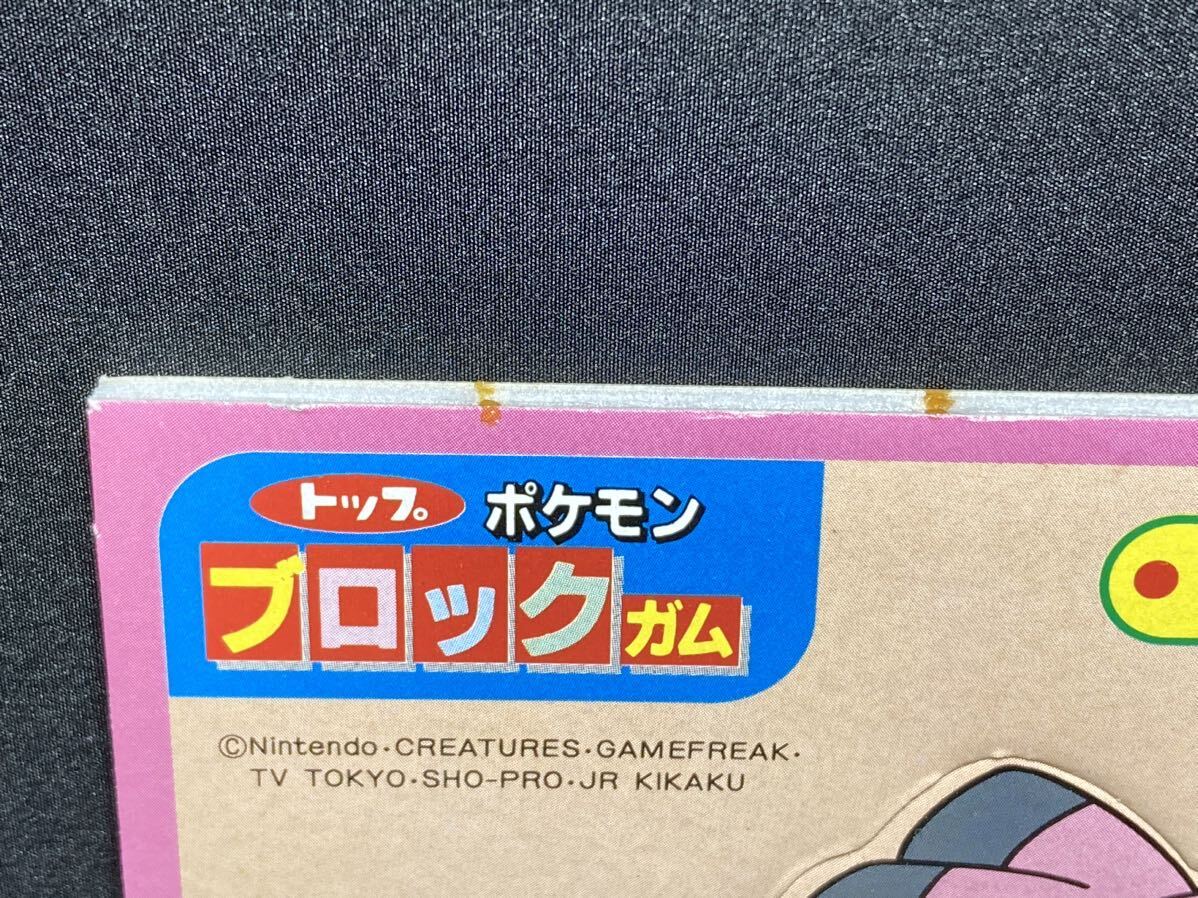 トップ。 ポケモン
ブロックガム
©Nintendo・CREATURES・GAMEFREAK・
TV TOKYO・SHO-PRO・JR KIKAKU